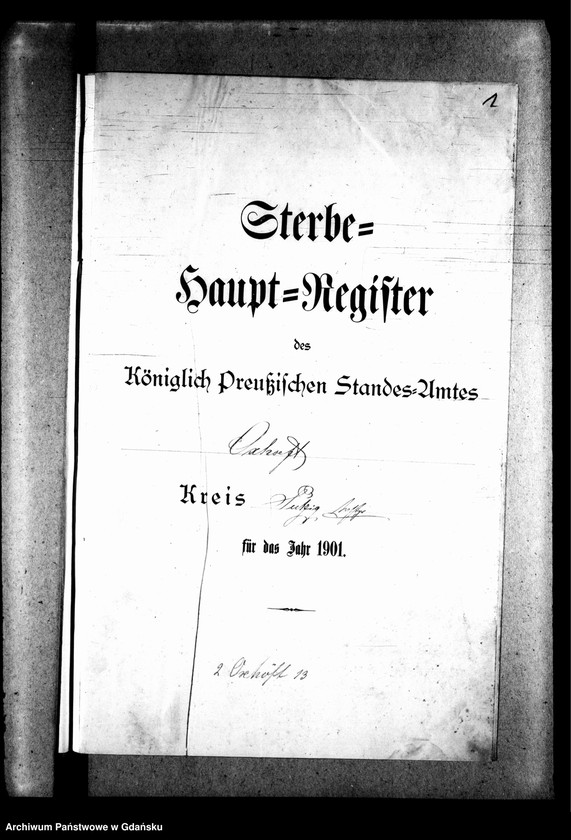 1
Sterbe=
Haupt=Register
des
Königlich Preußischen Standes=Amtes
Oxhöft
Kreis Putzig
für das Jahr 1901.
2 Oxhöft 13
Archiwum Państwowe w Gdańsku